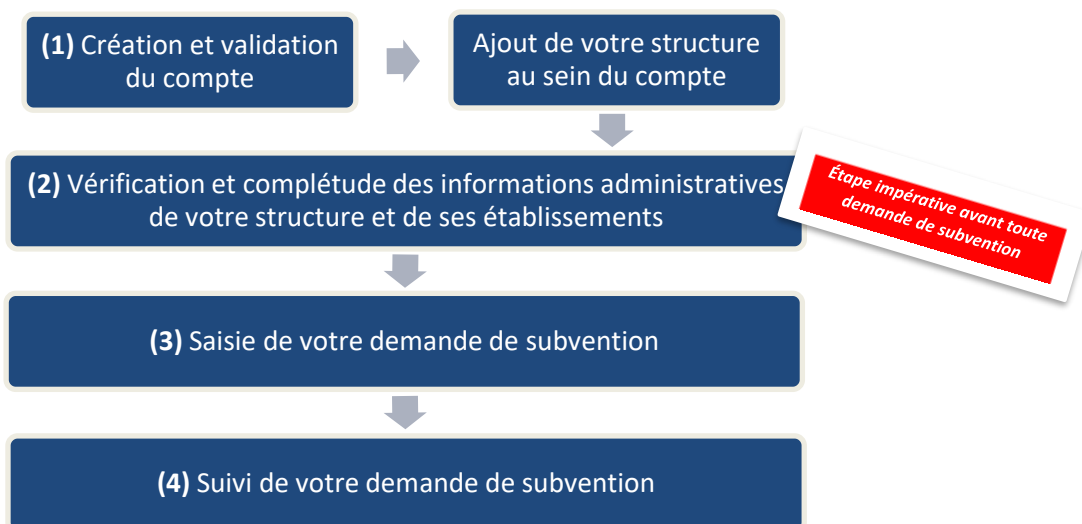 (1) Création et validation
du compte
Ajout de votre structure
au sein du compte
(2) Vérification et complétude des informations administratives
de votre structure et de ses établissements
Étape impérative avant toute
demande de subvention
(3) Saisie de votre demande de subvention
(4) Suivi de votre demande de subvention